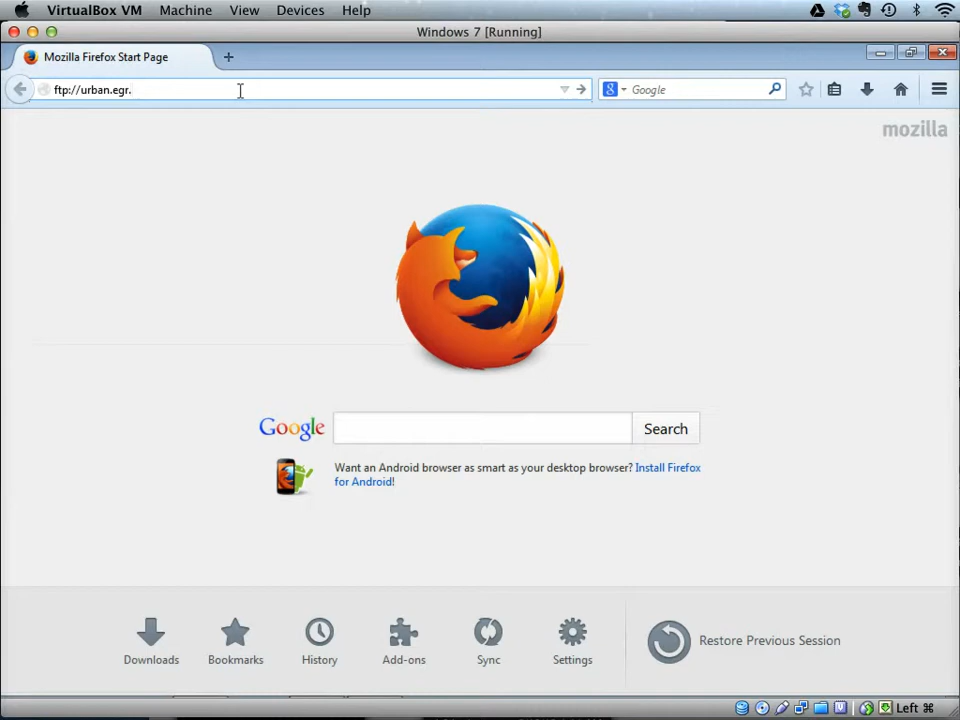 VirtualBox VM Machine View Devices Help
Windows 7 [Running]
Mozilla Firefox Start Page
ftp://urban.egr.
Google
mozilla
Google
Search
Want an Android browser as smart as your desktop browser? Install Firefox
for Android!
Downloads
Bookmarks
History
Add-ons
Sync
Settings
Restore Previous Session
Left ⌘